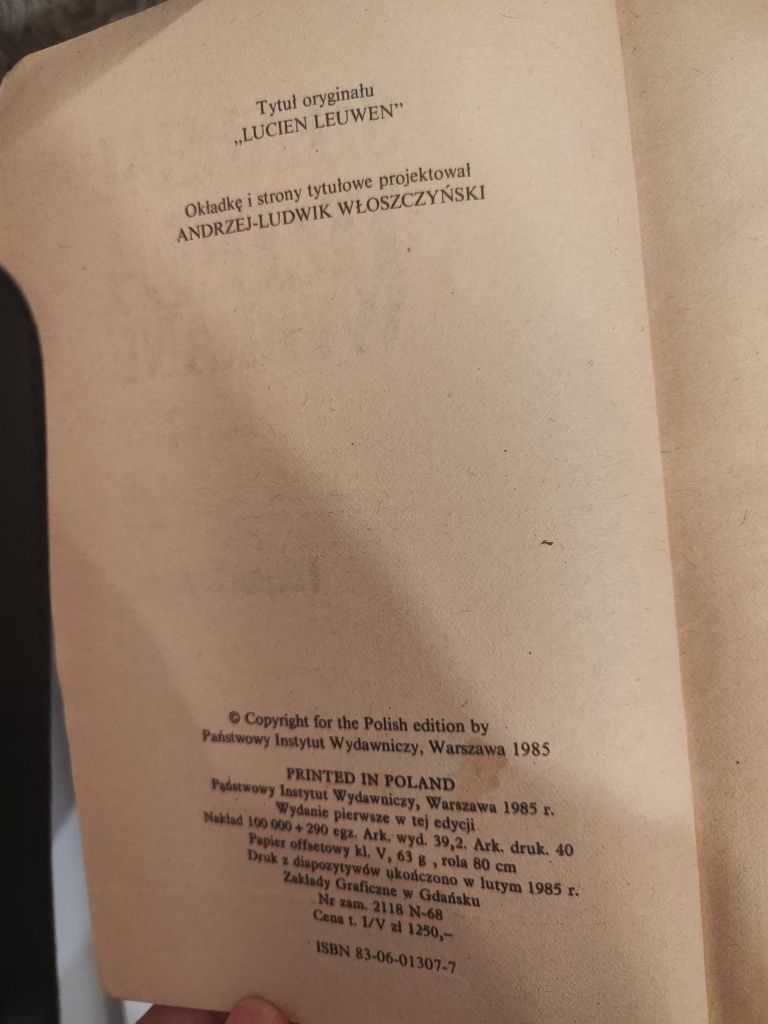 Tytuł oryginału
„LUCIEN LEUWEN”
Okładkę i strony tytułowe projektował
ANDRZEJ-LUDWIK WŁOSZCZYŃSKI
© Copyright for the Polish edition by
Państwowy Instytut Wydawniczy, Warszawa 1985
PRINTED IN POLAND
Państwowy Instytut Wydawniczy, Warszawa 1985 r.
Wydanie pierwsze w tej edycji
Nakład 100 000 + 290 egz. Ark. wyd. 39,2. Ark. druk. 40
Papier offsetowy kl. V, 63 g , rola 80 cm
Druk z diapozytywów ukończono w lutym 1985 r.
Zakłady Graficzne w Gdańsku
Nr zam. 2118 N-68
Cena t. I/V zł 1250,–
ISBN 83-06-01307-7